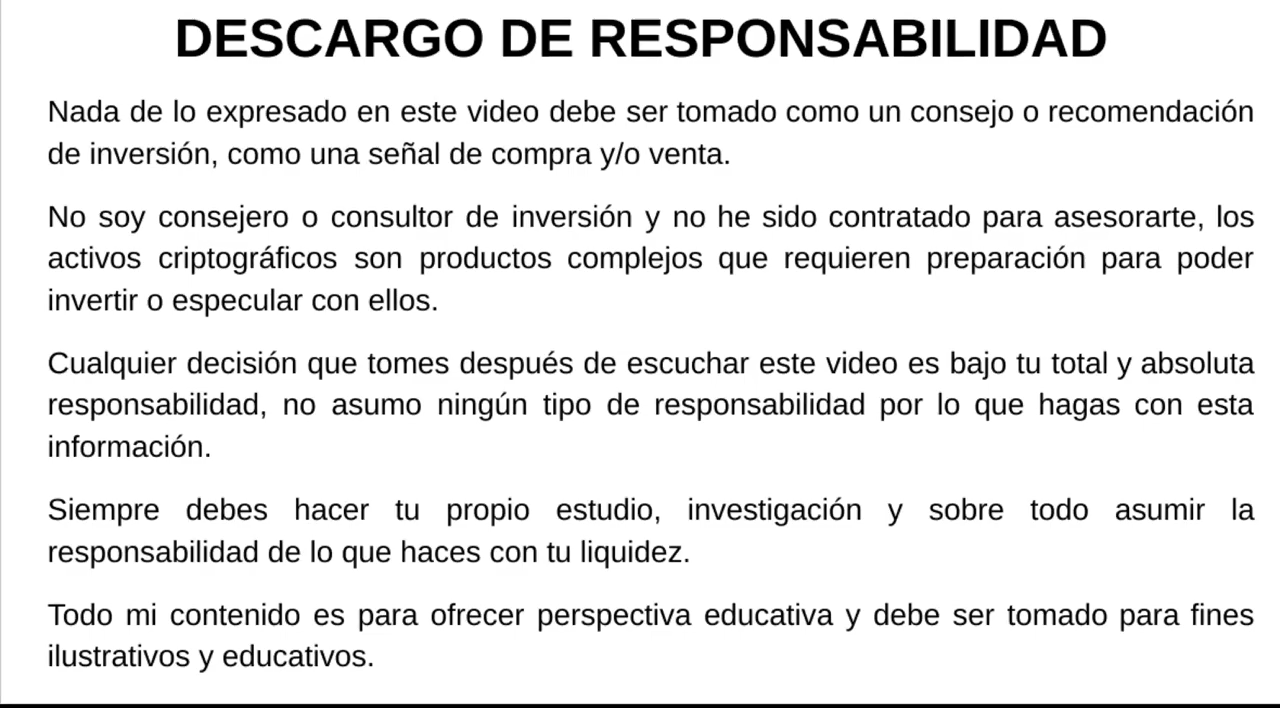 DESCARGO DE RESPONSABILIDAD
Nada de lo expresado en este video debe ser tomado como un consejo o recomendación
de inversión, como una señal de compra y/o venta.
No soy consejero o consultor de inversión y no he sido contratado para asesorarte, los
activos criptográficos son productos complejos que requieren preparación para poder
invertir o especular con ellos.
Cualquier decisión que tomes después de escuchar este video es bajo tu total y absoluta
responsabilidad, no asumo ningún tipo de responsabilidad por lo que hagas con esta
información.
Siempre debes hacer tu propio estudio, investigación y sobre todo asumir la
responsabilidad de lo que haces con tu liquidez.
Todo mi contenido es para ofrecer perspectiva educativa y debe ser tomado para fines
ilustrativos y educativos.